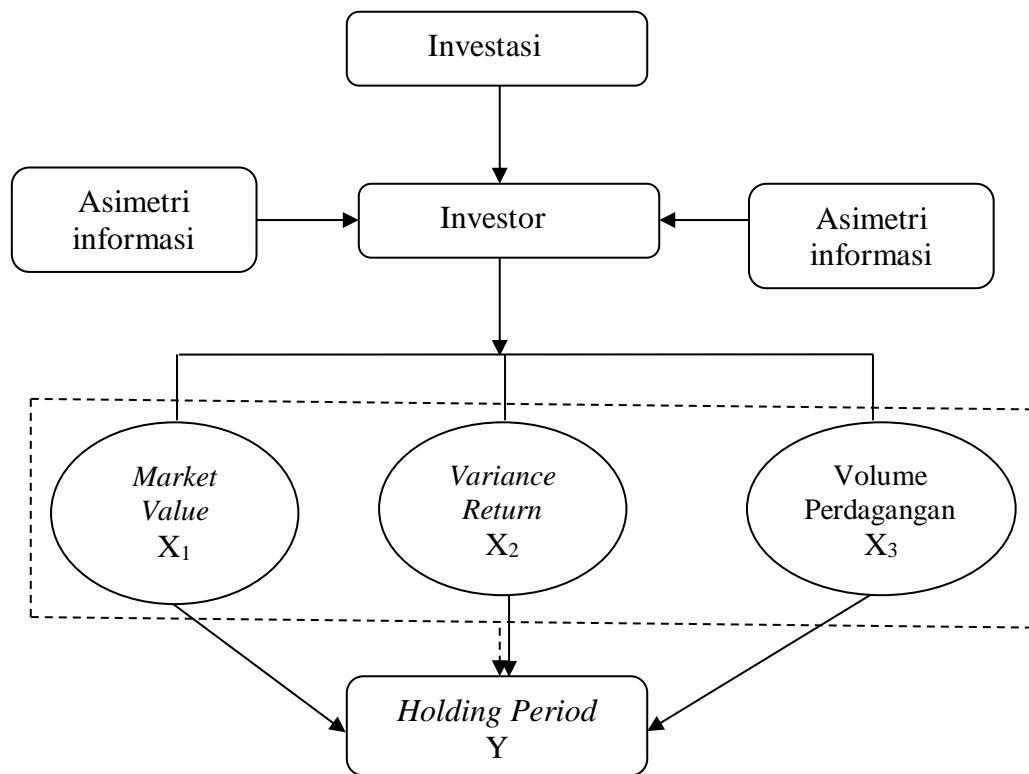 Investasi
Asimetri
informasi
Investor
Asimetri
informasi
Market
Value
X1
Variance
Return
X2
Volume
Perdagangan
X3
Holding Period
Y